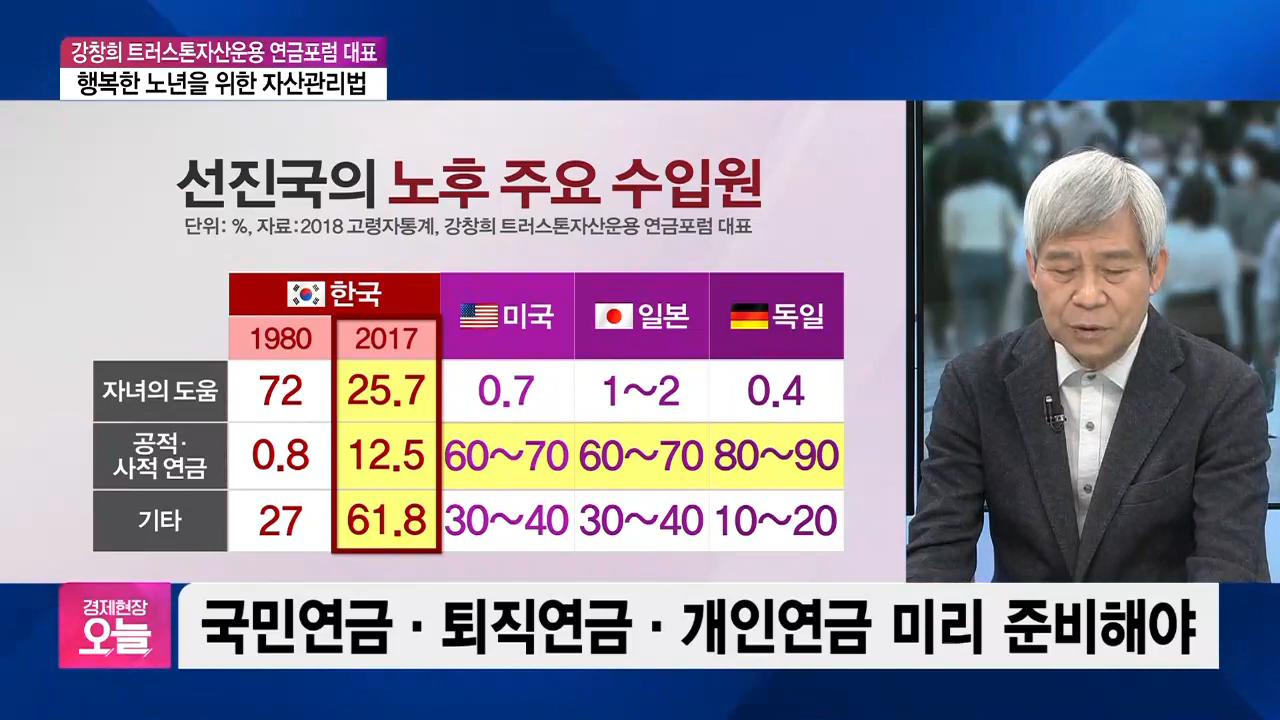 강창희 트러스톤자산운용 연금포럼 대표
행복한 노년을 위한 자산관리법
선진국의 노후 주요 수입원
단위: %, 자료:2018 고령자통계, 강창희 트러스톤자산운용 연금포럼 대표
한국 미국 일본 독일
1980 2017
자녀의 도움 72 25.7 0.7 1~2 0.4
공적·
사적 연금 0.8 12.5 60~70 60~70 80~90
기타 27 61.8 30~40 30~40 10~20
경제현장
오늘
국민연금·퇴직연금·개인연금 미리 준비해야